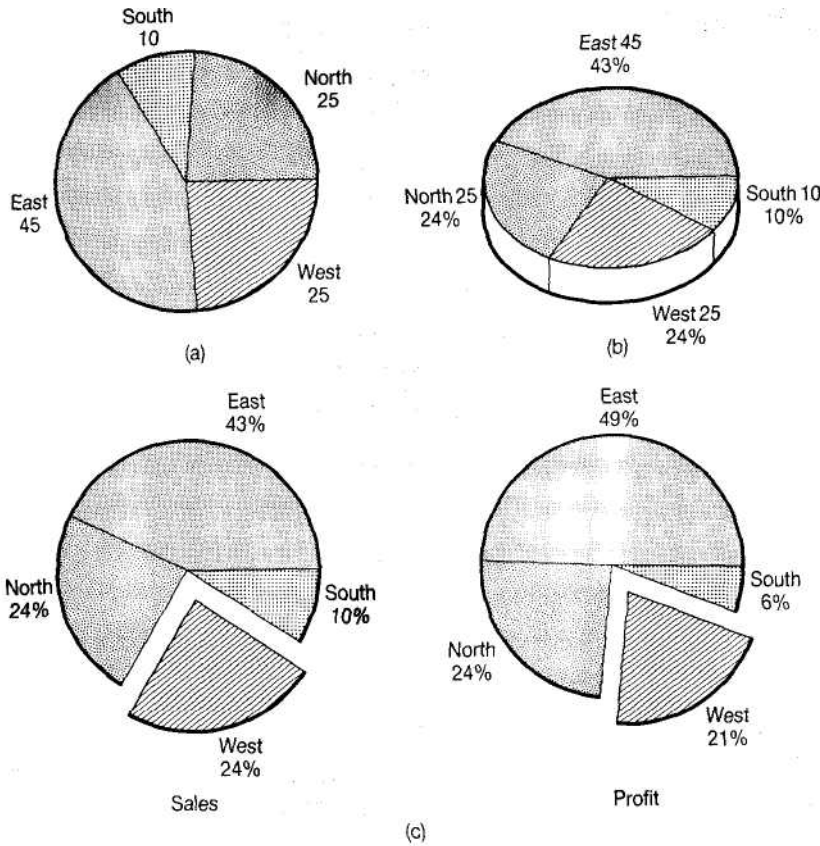 South
10
North
25
East
45
West
25
(a)
East 45
43%
North 25
24%
South 10
10%
West 25
24%
(b)
East
43%
North
24%
South
10%
West
24%
Sales
East
49%
South
6%
North
24%
West
21%
Profit
(c)